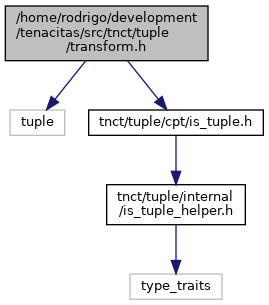 /home/rodrigo/development
/tenacitas/src/tnct/tuple
/transform.h
tuple
tnct/tuple/cpt/is_tuple.h
tnct/tuple/internal
/is_tuple_helper.h
type_traits